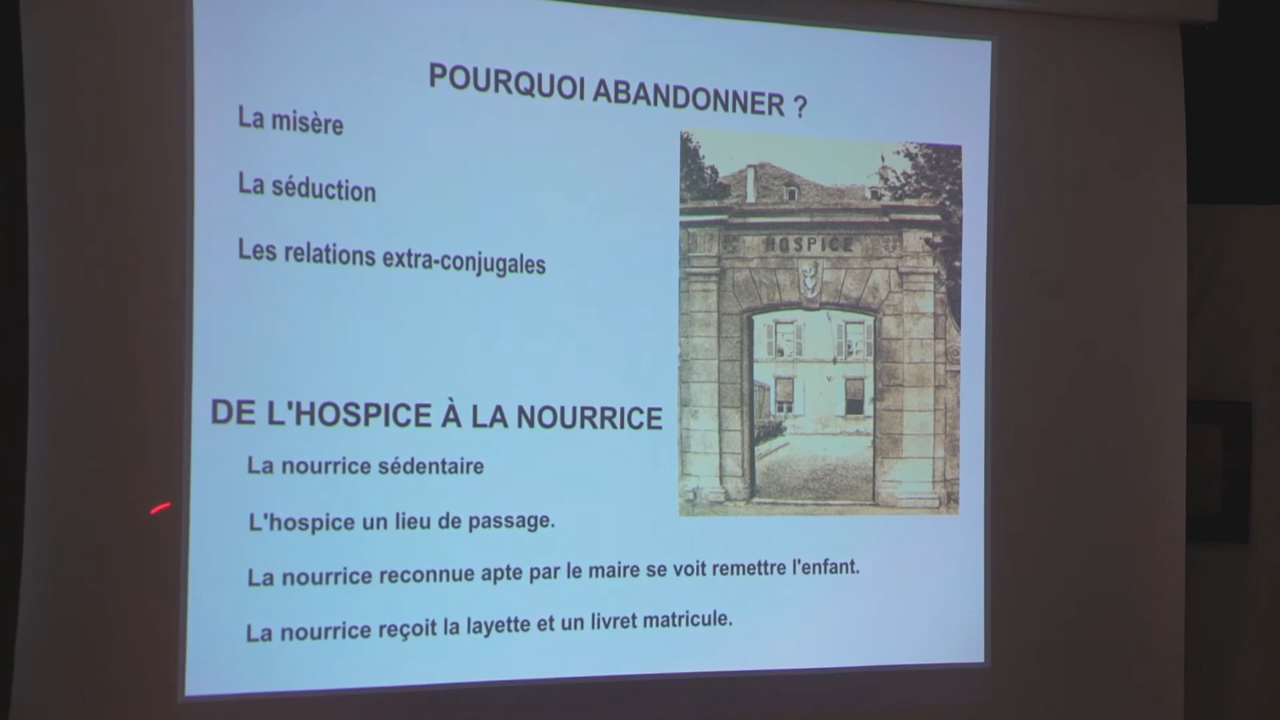 POURQUOI ABANDONNER ?
La misère
La séduction
Les relations extra-conjugales
HOSPICE
DE L'HOSPICE À LA NOURRICE
La nourrice sédentaire
L'hospice un lieu de passage.
La nourrice reconnue apte par le maire se voit remettre l'enfant.
La nourrice reçoit la layette et un livret matricule.